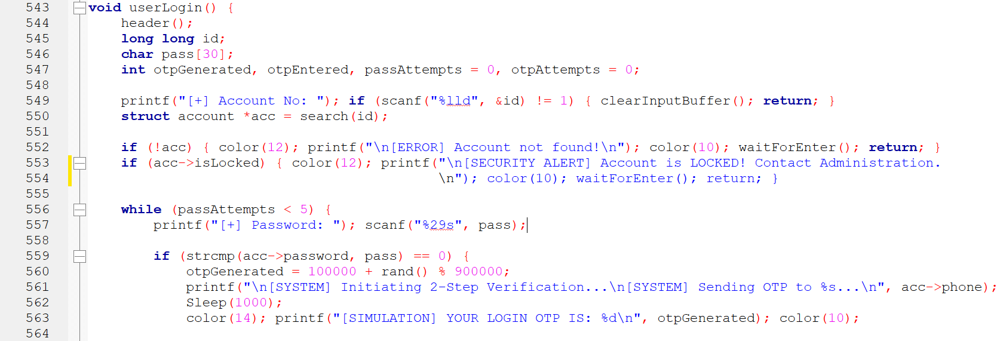 543 void userLogin() {
544     header();
545     long long id;
546     char pass[30];
547     int otpGenerated, otpEntered, passAttempts = 0, otpAttempts = 0;
548
549     printf("[+] Account No: "); if (scanf("%lld", &id) != 1) { clearInputBuffer(); return; }
550     struct account *acc = search(id);
551
552     if (!acc) { color(12); printf("\n[ERROR] Account not found!\n"); color(10); waitForEnter(); return; }
553     if (acc->isLocked) { color(12); printf("\n[SECURITY ALERT] Account is LOCKED! Contact Administration.
554                                            \n"); color(10); waitForEnter(); return; }
555
556     while (passAttempts < 5) {
557         printf("[+] Password: "); scanf("%29s", pass);
558
559         if (strcmp(acc->password, pass) == 0) {
560             otpGenerated = 100000 + rand() % 900000;
561             printf("\n[SYSTEM] Initiating 2-Step Verification...\n[SYSTEM] Sending OTP to %s...\n", acc->phone);
562             Sleep(1000);
563             color(14); printf("[SIMULATION] YOUR LOGIN OTP IS: %d\n", otpGenerated); color(10);
564